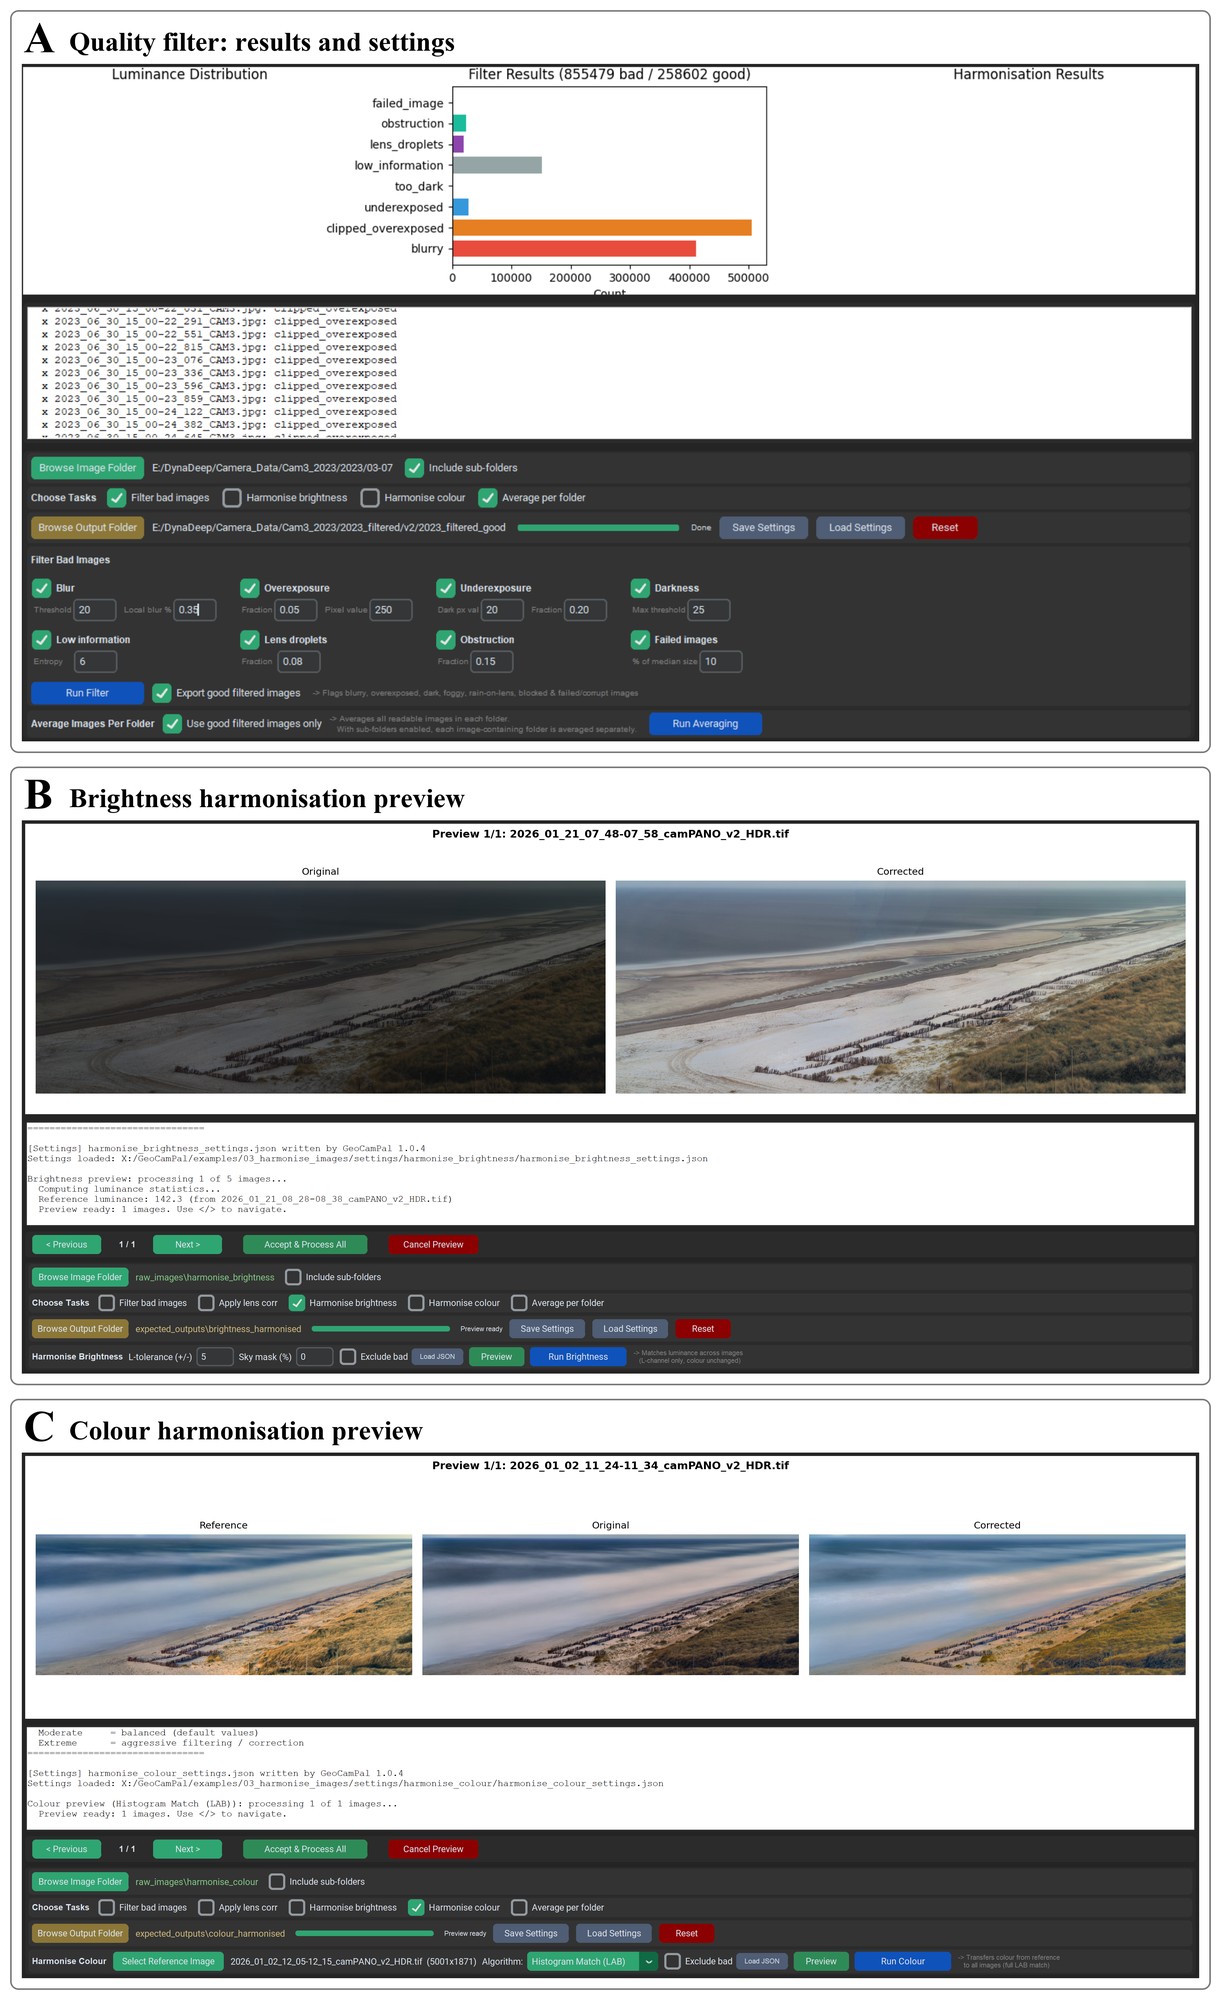 A Quality filter: results and settings
Luminance Distribution
Filter Results (855479 bad / 258602 good)
Harmonisation Results
failed_image
obstruction
lens_droplets
low_information
too_dark
underexposed
clipped_overexposed
blurry
0 100000 200000 300000 400000 500000
Count
x 2023_06_30_15_00-22_031_CAM3.jpg: clipped_overexposed
x 2023_06_30_15_00-22_291_CAM3.jpg: clipped_overexposed
x 2023_06_30_15_00-22_551_CAM3.jpg: clipped_overexposed
x 2023_06_30_15_00-22_815_CAM3.jpg: clipped_overexposed
x 2023_06_30_15_00-23_076_CAM3.jpg: clipped_overexposed
x 2023_06_30_15_00-23_336_CAM3.jpg: clipped_overexposed
x 2023_06_30_15_00-23_596_CAM3.jpg: clipped_overexposed
x 2023_06_30_15_00-23_859_CAM3.jpg: clipped_overexposed
x 2023_06_30_15_00-24_122_CAM3.jpg: clipped_overexposed
x 2023_06_30_15_00-24_382_CAM3.jpg: clipped_overexposed
x 2023_06_30_15_00-24_645_CAM3.jpg: clipped_overexposed
Browse Image Folder E:/DynaDeep/Camera_Data/Cam3_2023/2023/03-07 Include sub-folders
Choose Tasks Filter bad images Harmonise brightness Harmonise colour Average per folder
Browse Output Folder E:/DynaDeep/Camera_Data/Cam3_2023/2023_filtered/v2/2023_filtered_good Done Save Settings Load Settings Reset
Filter Bad Images
Blur Overexposure Underexposure Darkness
Threshold 20 Local blur % 0.35 Fraction 0.05 Pixel value 250 Dark px val 20 Fraction 0.20 Max threshold 25
Low information Lens droplets Obstruction Failed images
Entropy 6 Fraction 0.08 Fraction 0.15 % of median size 10
Run Filter Export good filtered images -> Flags blurry, overexposed, dark, foggy, rain-on-lens, blocked & failed/corrupt images
Average Images Per Folder Use good filtered images only -> Averages all readable images in each folder. Run Averaging
With sub-folders enabled, each image-containing folder is averaged separately.
B Brightness harmonisation preview
Preview 1/1: 2026_01_21_07_48-07_58_camPANO_v2_HDR.tif
Original Corrected
================================
[Settings] harmonise_brightness_settings.json written by GeoCamPal 1.0.4
Settings loaded: X:/GeoCamPal/examples/03_harmonise_images/settings/harmonise_brightness/harmonise_brightness_settings.json
Brightness preview: processing 1 of 5 images...
Computing luminance statistics...
Reference luminance: 142.3 (from 2026_01_21_08_28-08_38_camPANO_v2_HDR.tif)
Preview ready: 1 images. Use </> to navigate.
< Previous 1 / 1 Next > Accept & Process All Cancel Preview
Browse Image Folder raw_images\harmonise_brightness Include sub-folders
Choose Tasks Filter bad images Apply lens corr Harmonise brightness Harmonise colour Average per folder
Browse Output Folder expected_outputs\brightness_harmonised Preview ready Save Settings Load Settings Reset
Harmonise Brightness L-tolerance (+/-) 5 Sky mask (%) 0 Exclude bad Load JSON Preview Run Brightness -> Matches luminance across images
(L-channel only, colour unchanged)
C Colour harmonisation preview
Preview 1/1: 2026_01_02_11_24-11_34_camPANO_v2_HDR.tif
Reference Original Corrected
Moderate = balanced (default values)
Extreme = aggressive filtering / correction
================================
[Settings] harmonise_colour_settings.json written by GeoCamPal 1.0.4
Settings loaded: X:/GeoCamPal/examples/03_harmonise_images/settings/harmonise_colour/harmonise_colour_settings.json
Colour preview (Histogram Match (LAB)): processing 1 of 1 images...
Preview ready: 1 images. Use </> to navigate.
< Previous 1 / 1 Next > Accept & Process All Cancel Preview
Browse Image Folder raw_images\harmonise_colour Include sub-folders
Choose Tasks Filter bad images Apply lens corr Harmonise brightness Harmonise colour Average per folder
Browse Output Folder expected_outputs\colour_harmonised Preview ready Save Settings Load Settings Reset
Harmonise Colour Select Reference Image 2026_01_02_12_05-12_15_camPANO_v2_HDR.tif (5001x1871) Algorithm: Histogram Match (LAB) Exclude bad Load JSON Preview Run Colour -> Transfers colour from reference
to all images (full LAB match)